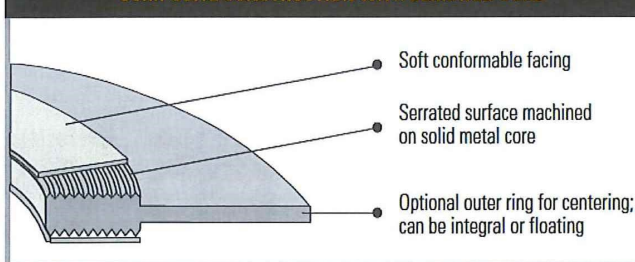 Soft conformable facing
Serrated surface machined
on solid metal core
Optional outer ring for centering;
can be integral or floating